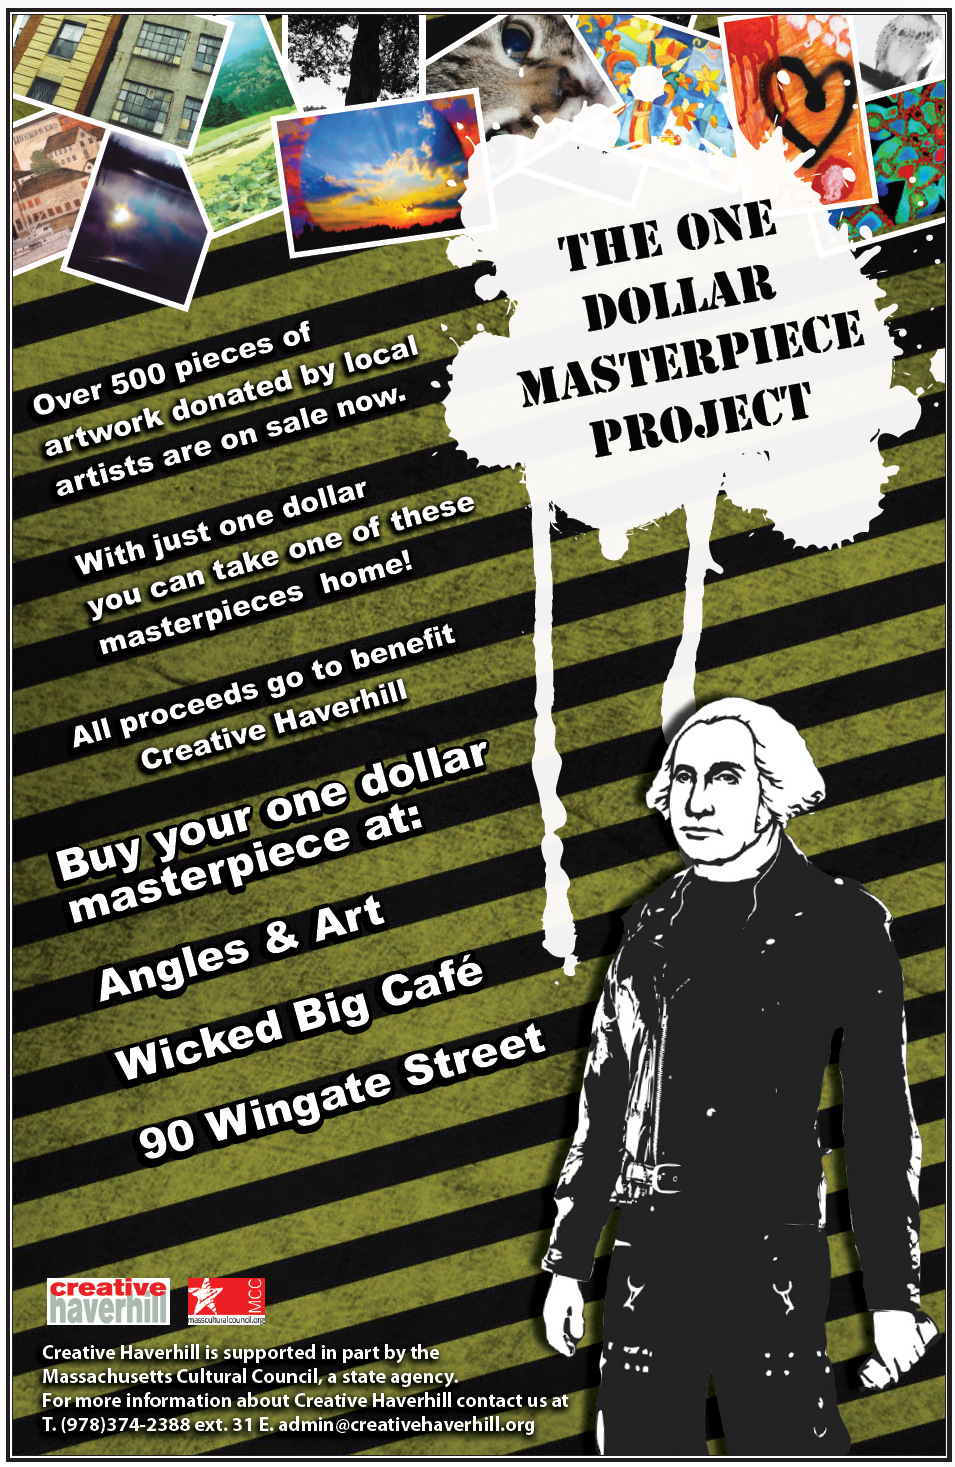 THE ONE
DOLLAR
MASTERPIECE
PROJECT
Over 500 pieces of
artwork donated by local
artists are on sale now.
With just one dollar
you can take one of these
masterpieces home!
All proceeds go to benefit
Creative Haverhill
Buy your one dollar
masterpiece at:
Angles & Art
Wicked Big Café
90 Wingate Street
creative
haverhill
MCC
massculturalcouncil.org
Creative Haverhill is supported in part by the
Massachusetts Cultural Council, a state agency.
For more information about Creative Haverhill contact us at
T. (978)374-2388 ext. 31 E. admin@creativehaverhill.org